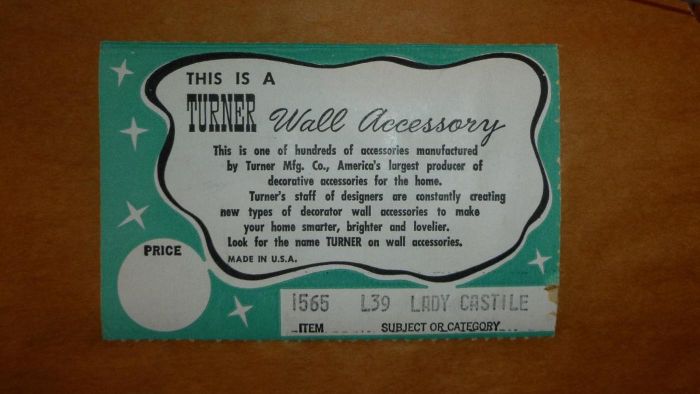 THIS IS A
TURNER Wall Accessory
This is one of hundreds of accessories manufactured
by Turner Mfg. Co., America's largest producer of
decorative accessories for the home.
Turner's staff of designers are constantly creating
new types of decorator wall accessories to make
your home smarter, brighter and lovelier.
Look for the name TURNER on wall accessories.
MADE IN U.S.A.
PRICE
1565 L39 LADY CASTILE
ITEM SUBJECT OR CATEGORY